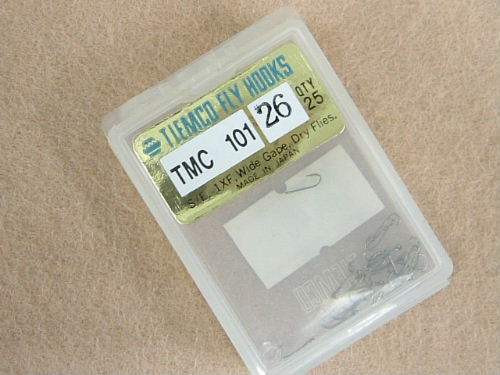 TIEMCO FLY HOOKS
TMC 101 26 QTY 25
S/E, 1XF, Wide Gape, Dry Flies.
MADE IN JAPAN